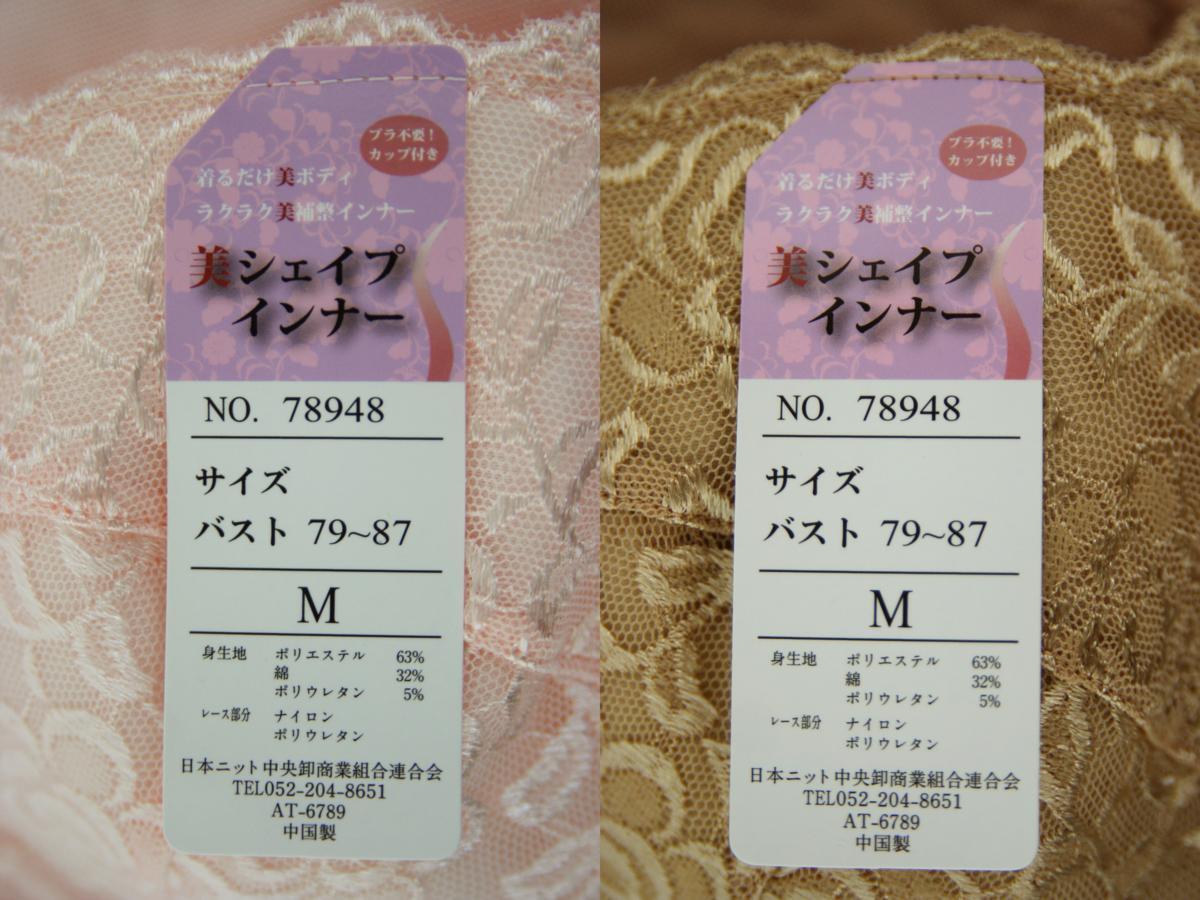 ブラ不要!
カップ付き
着るだけ美ボディ
ラクラク美補整インナー
美シェイプ
インナー
NO. 78948
サイズ
バスト 79~87
M
身生地 ポリエステル 63%
綿 32%
ポリウレタン 5%
レース部分 ナイロン
ポリウレタン
日本ニット中央卸商業組合連合会
TEL052-204-8651
AT-6789
中国製
ブラ不要!
カップ付き
着るだけ美ボディ
ラクラク美補整インナー
美シェイプ
インナー
NO. 78948
サイズ
バスト 79~87
M
身生地 ポリエステル 63%
綿 32%
ポリウレタン 5%
レース部分 ナイロン
ポリウレタン
日本ニット中央卸商業組合連合会
TEL052-204-8651
AT-6789
中国製